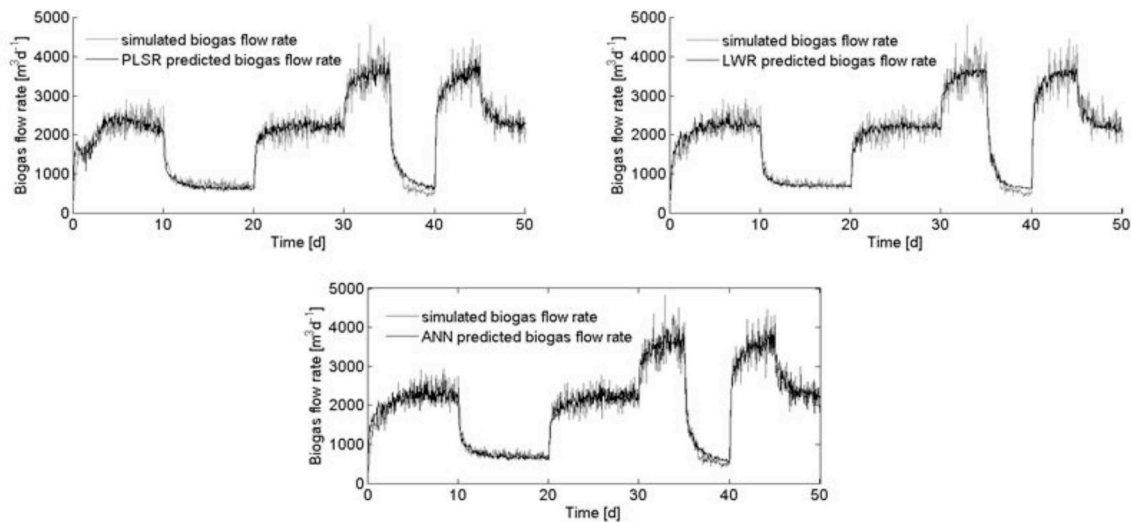 5000
4000
3000
2000
1000
0
Biogas flow rate [m³d⁻¹]
simulated biogas flow rate
PLSR predicted biogas flow rate
0 10 20 30 40 50
Time [d]
5000
4000
3000
2000
1000
0
Biogas flow rate [m³d⁻¹]
simulated biogas flow rate
LWR predicted biogas flow rate
0 10 20 30 40 50
Time [d]
5000
4000
3000
2000
1000
0
Biogas flow rate [m³d⁻¹]
simulated biogas flow rate
ANN predicted biogas flow rate
0 10 20 30 40 50
Time [d]